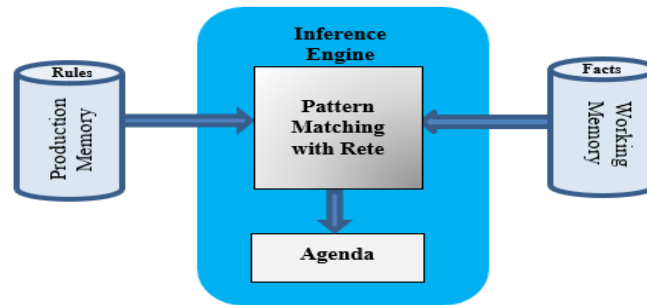 Inference
Engine
Rules
Production
Memory
Pattern
Matching
with Rete
Facts
Working
Memory
Agenda